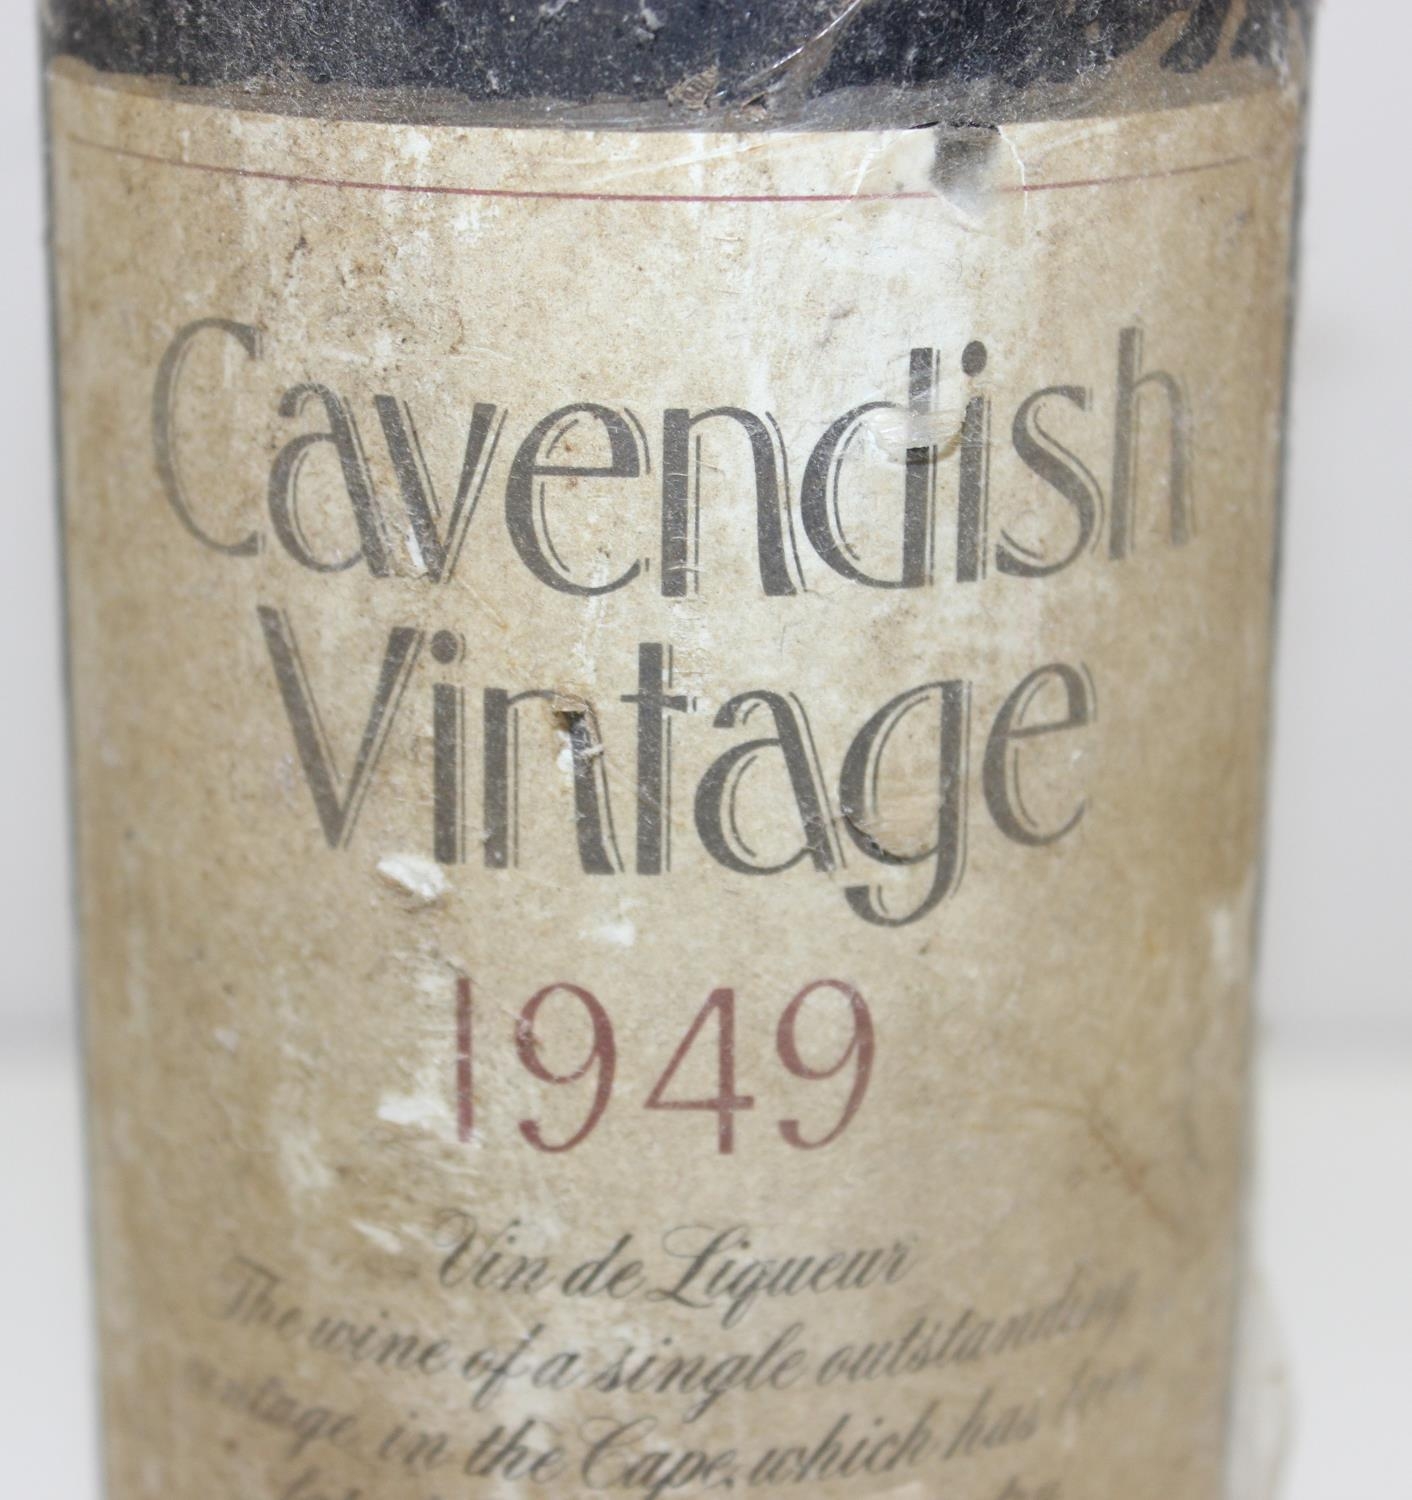 Cavendish
Vintage
1949
Vin de Liqueur
The wine of a single outstanding
vintage in the Cape, which has been